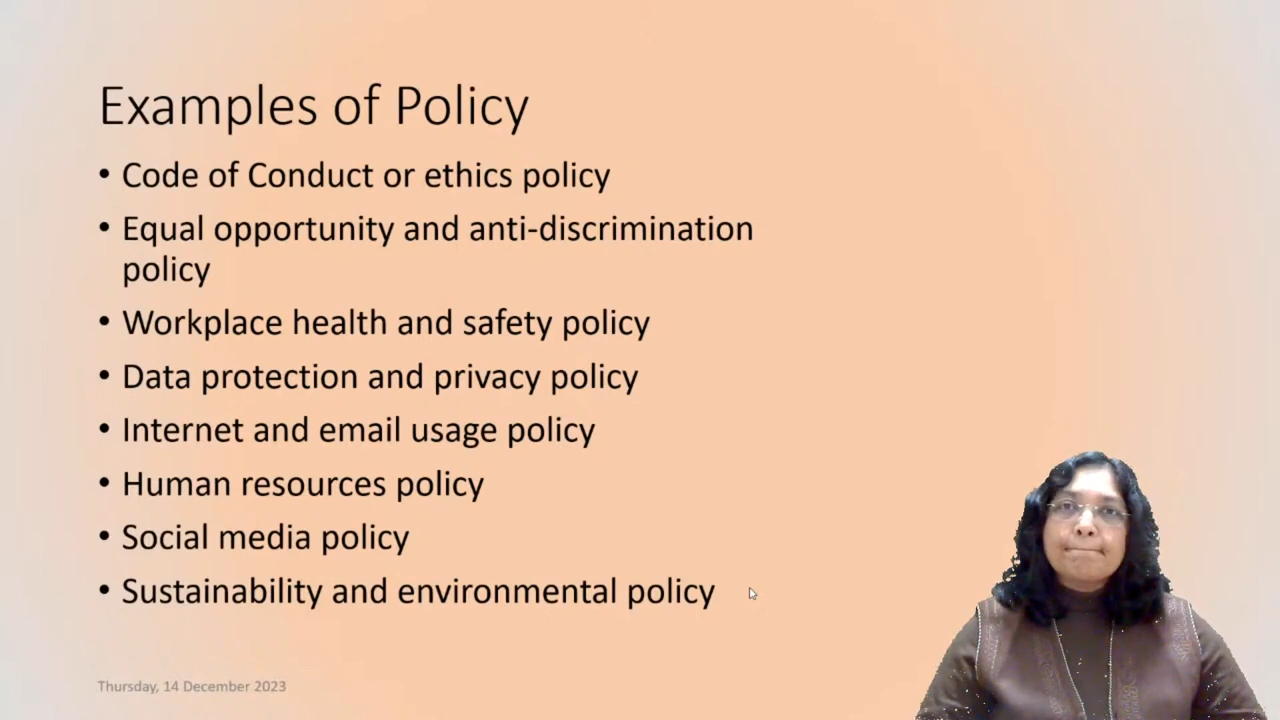 Examples of Policy
• Code of Conduct or ethics policy
• Equal opportunity and anti-discrimination
policy
• Workplace health and safety policy
• Data protection and privacy policy
• Internet and email usage policy
• Human resources policy
• Social media policy
• Sustainability and environmental policy
Thursday, 14 December 2023